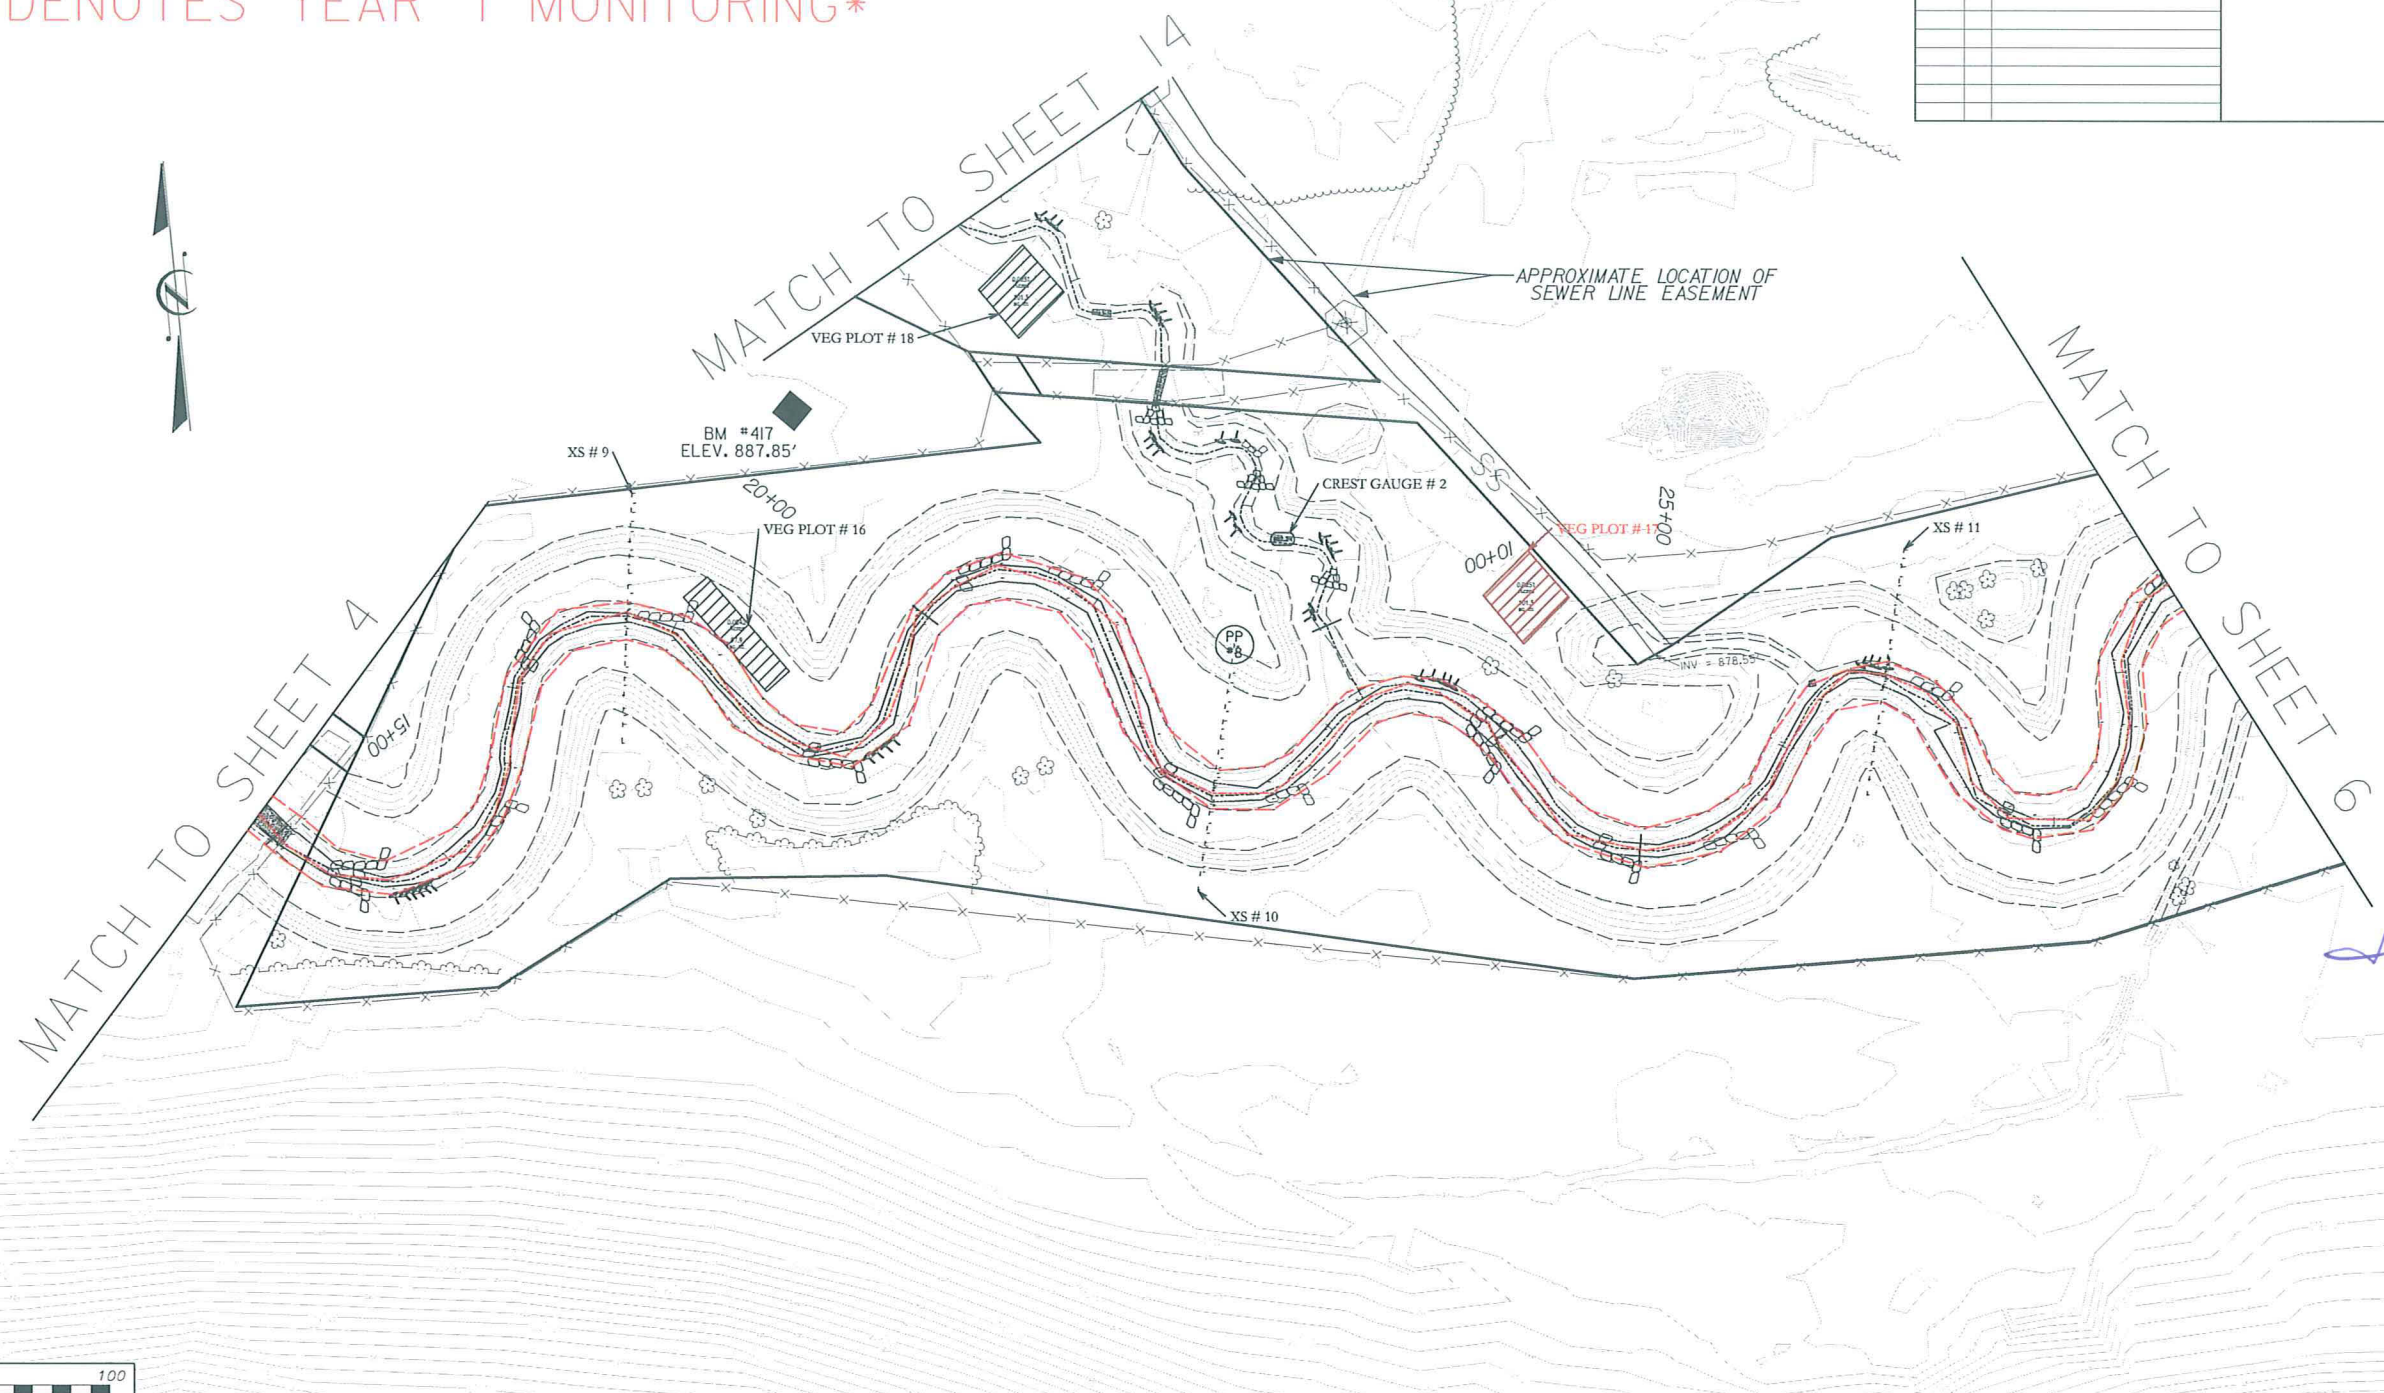 DENOTES YEAR 1 MONITORING*
MATCH TO SHEET 14
APPROXIMATE LOCATION OF
SEWER LINE EASEMENT
VEG PLOT # 18
MATCH TO SHEET 6
BM #417
ELEV. 887.85'
XS # 9
20+00
CREST GAUGE # 2
SS
25+00
VEG PLOT # 16
VEG PLOT # 17
XS # 11
10+00
PP
#8
INV = 878.55'
MATCH TO SHEET 4
15+00
XS # 10
100